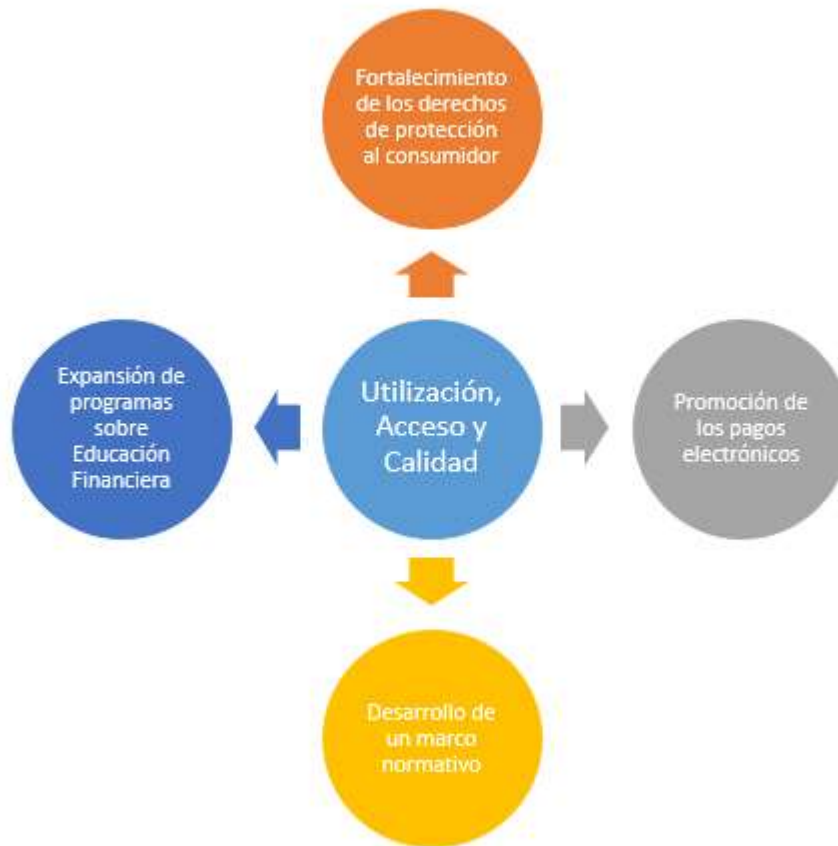 Fortalecimiento
de los derechos
de protección
al consumidor
Expansión de
programas
sobre
Educación
Financiera
Utilización,
Acceso y
Calidad
Promoción de
los pagos
electrónicos
Desarrollo de
un marco
normativo